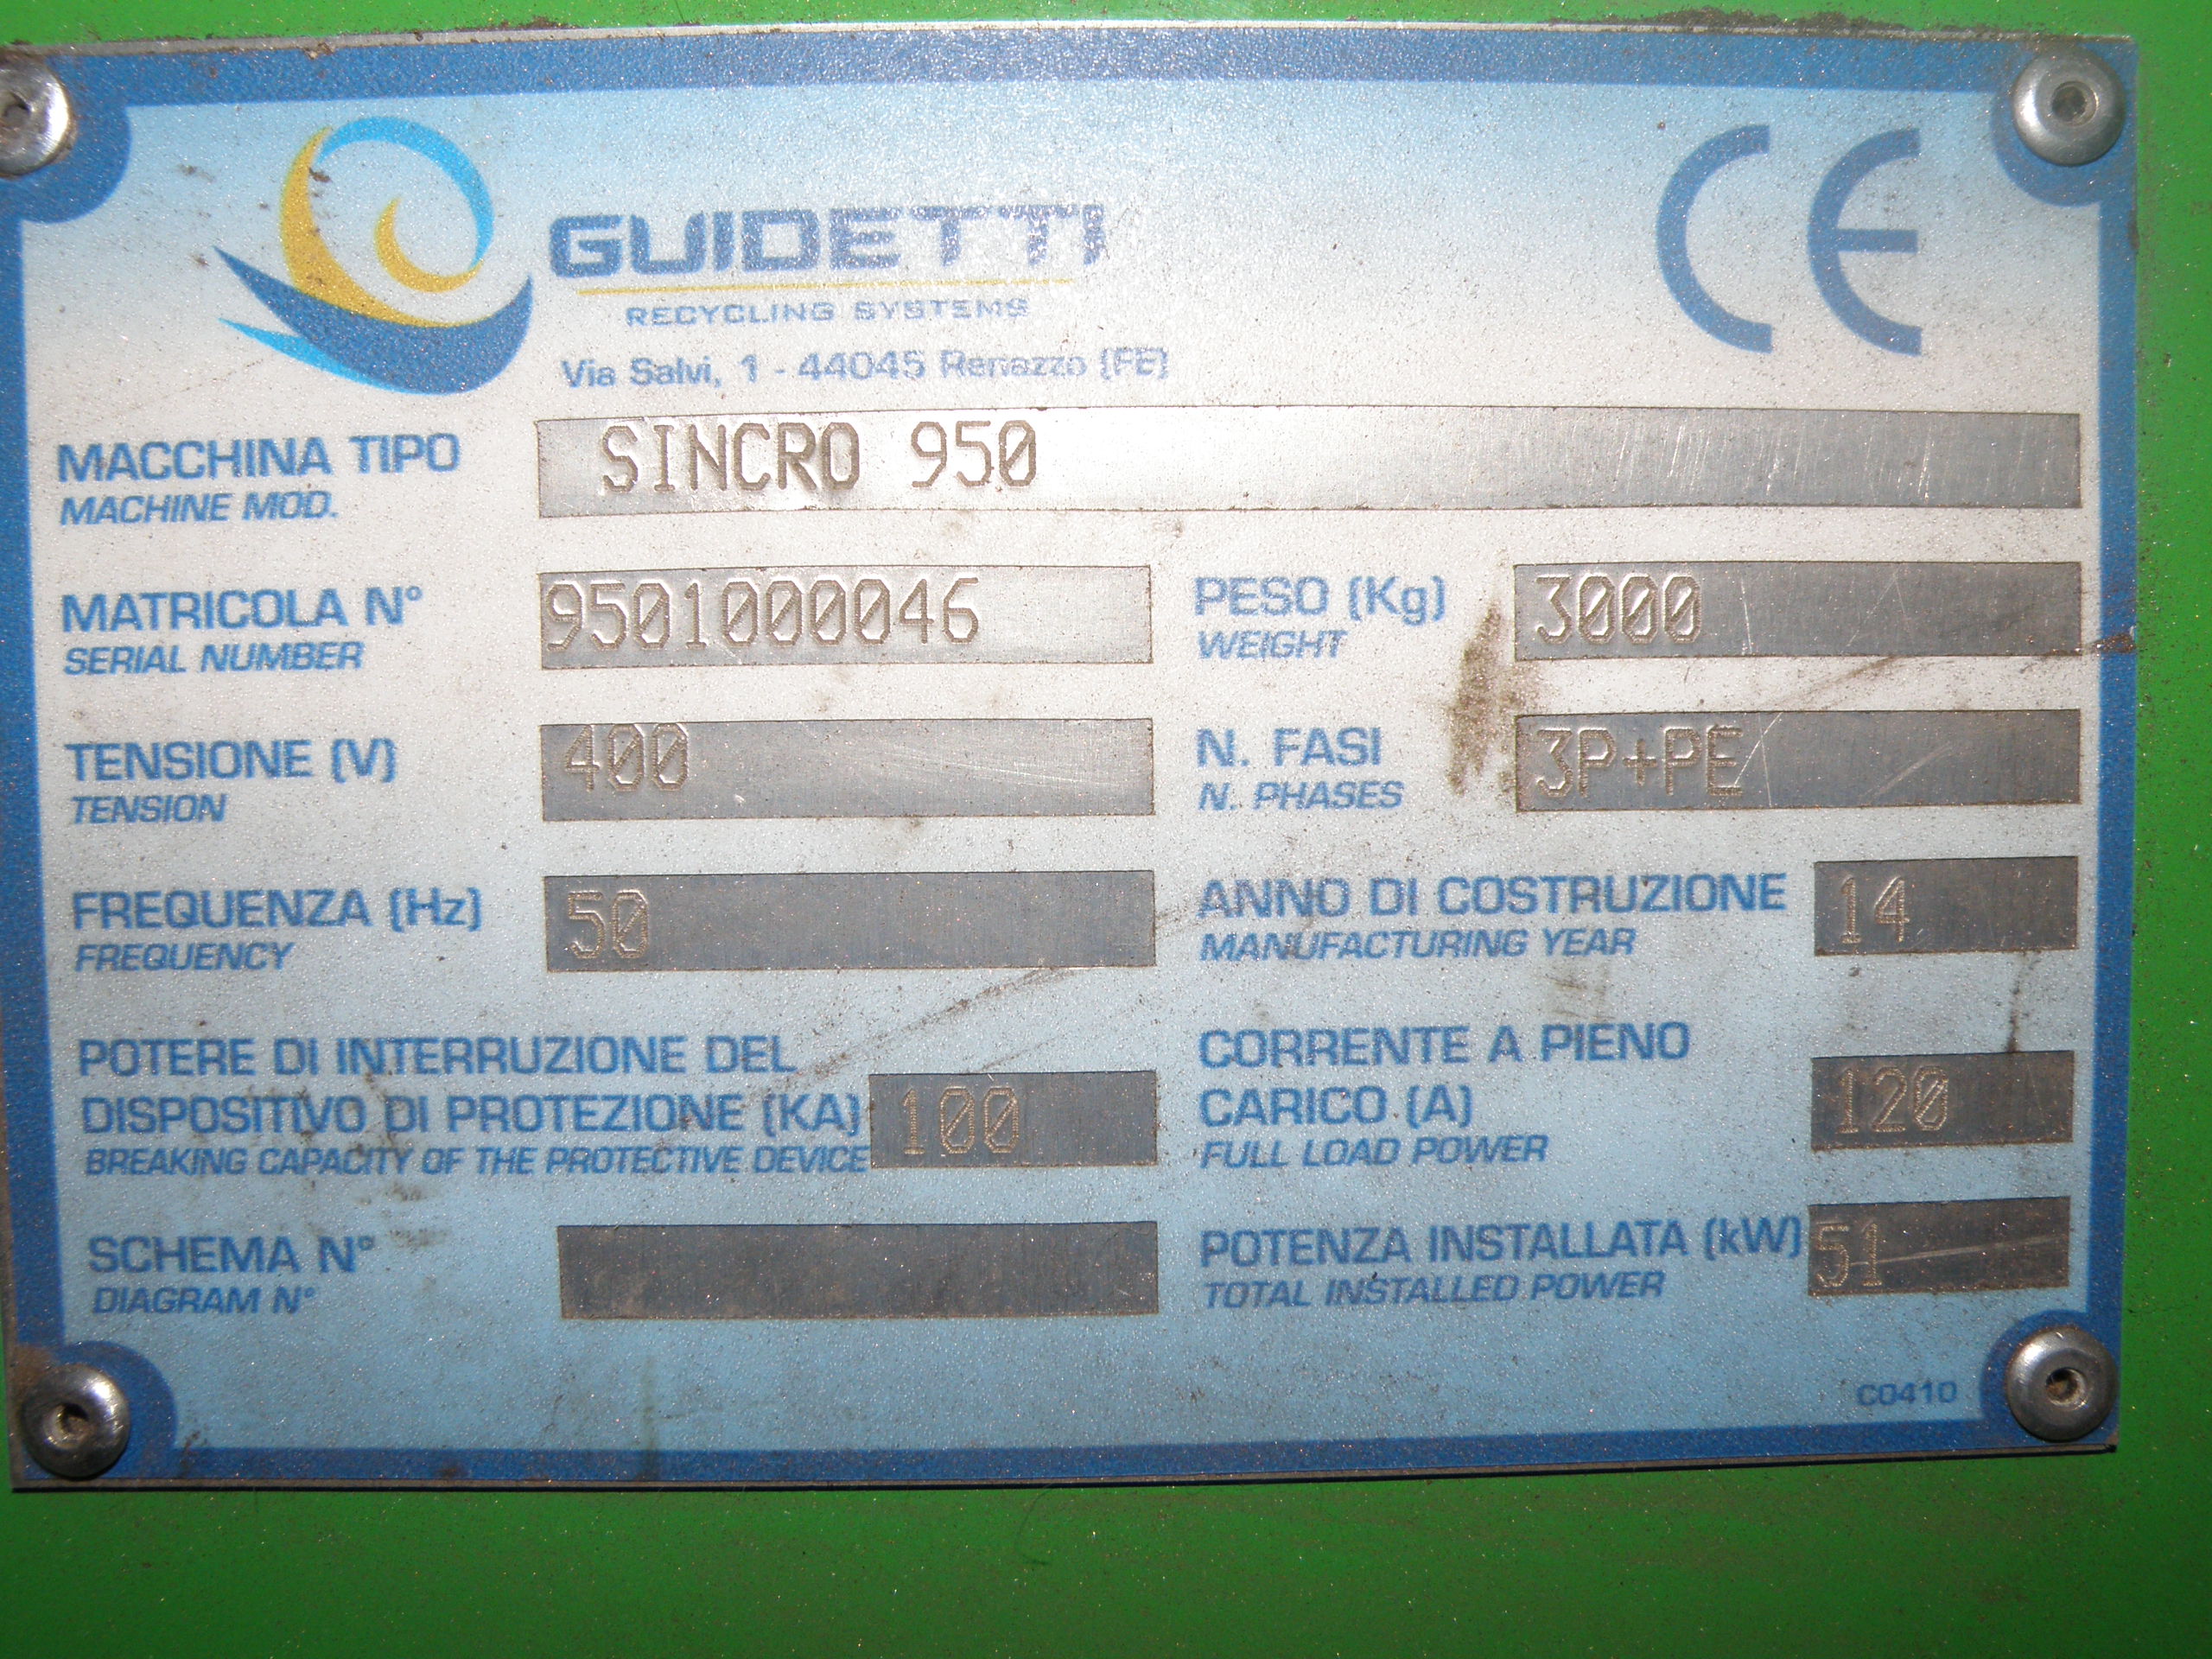 CE
GUIDETTI
RECYCLING SYSTEMS
Via Salvi, 1 - 44045 Renazzo (FE)
MACCHINA TIPO SINCRO 950
MACHINE MOD.
MATRICOLA N° 9501000046 PESO (Kg) 3000
SERIAL NUMBER WEIGHT
TENSIONE (V) 400 N. FASI 3P+PE
TENSION N. PHASES
FREQUENZA (Hz) 50 ANNO DI COSTRUZIONE 14
FREQUENCY MANUFACTURING YEAR
POTERE DI INTERRUZIONE DEL CORRENTE A PIENO
DISPOSITIVO DI PROTEZIONE (KA) 100 CARICO (A) 120
BREAKING CAPACITY OF THE PROTECTIVE DEVICE FULL LOAD POWER
SCHEMA N° POTENZA INSTALLATA (kW) 51
DIAGRAM N° TOTAL INSTALLED POWER
C0410